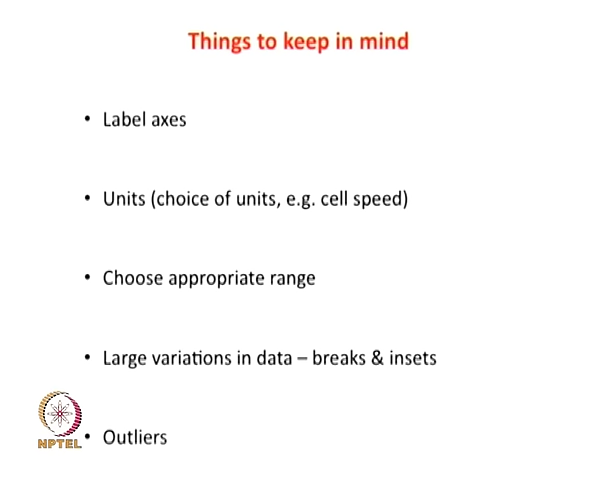 Things to keep in mind
• Label axes
• Units (choice of units, e.g. cell speed)
• Choose appropriate range
• Large variations in data – breaks & insets
• Outliers
NPTEL